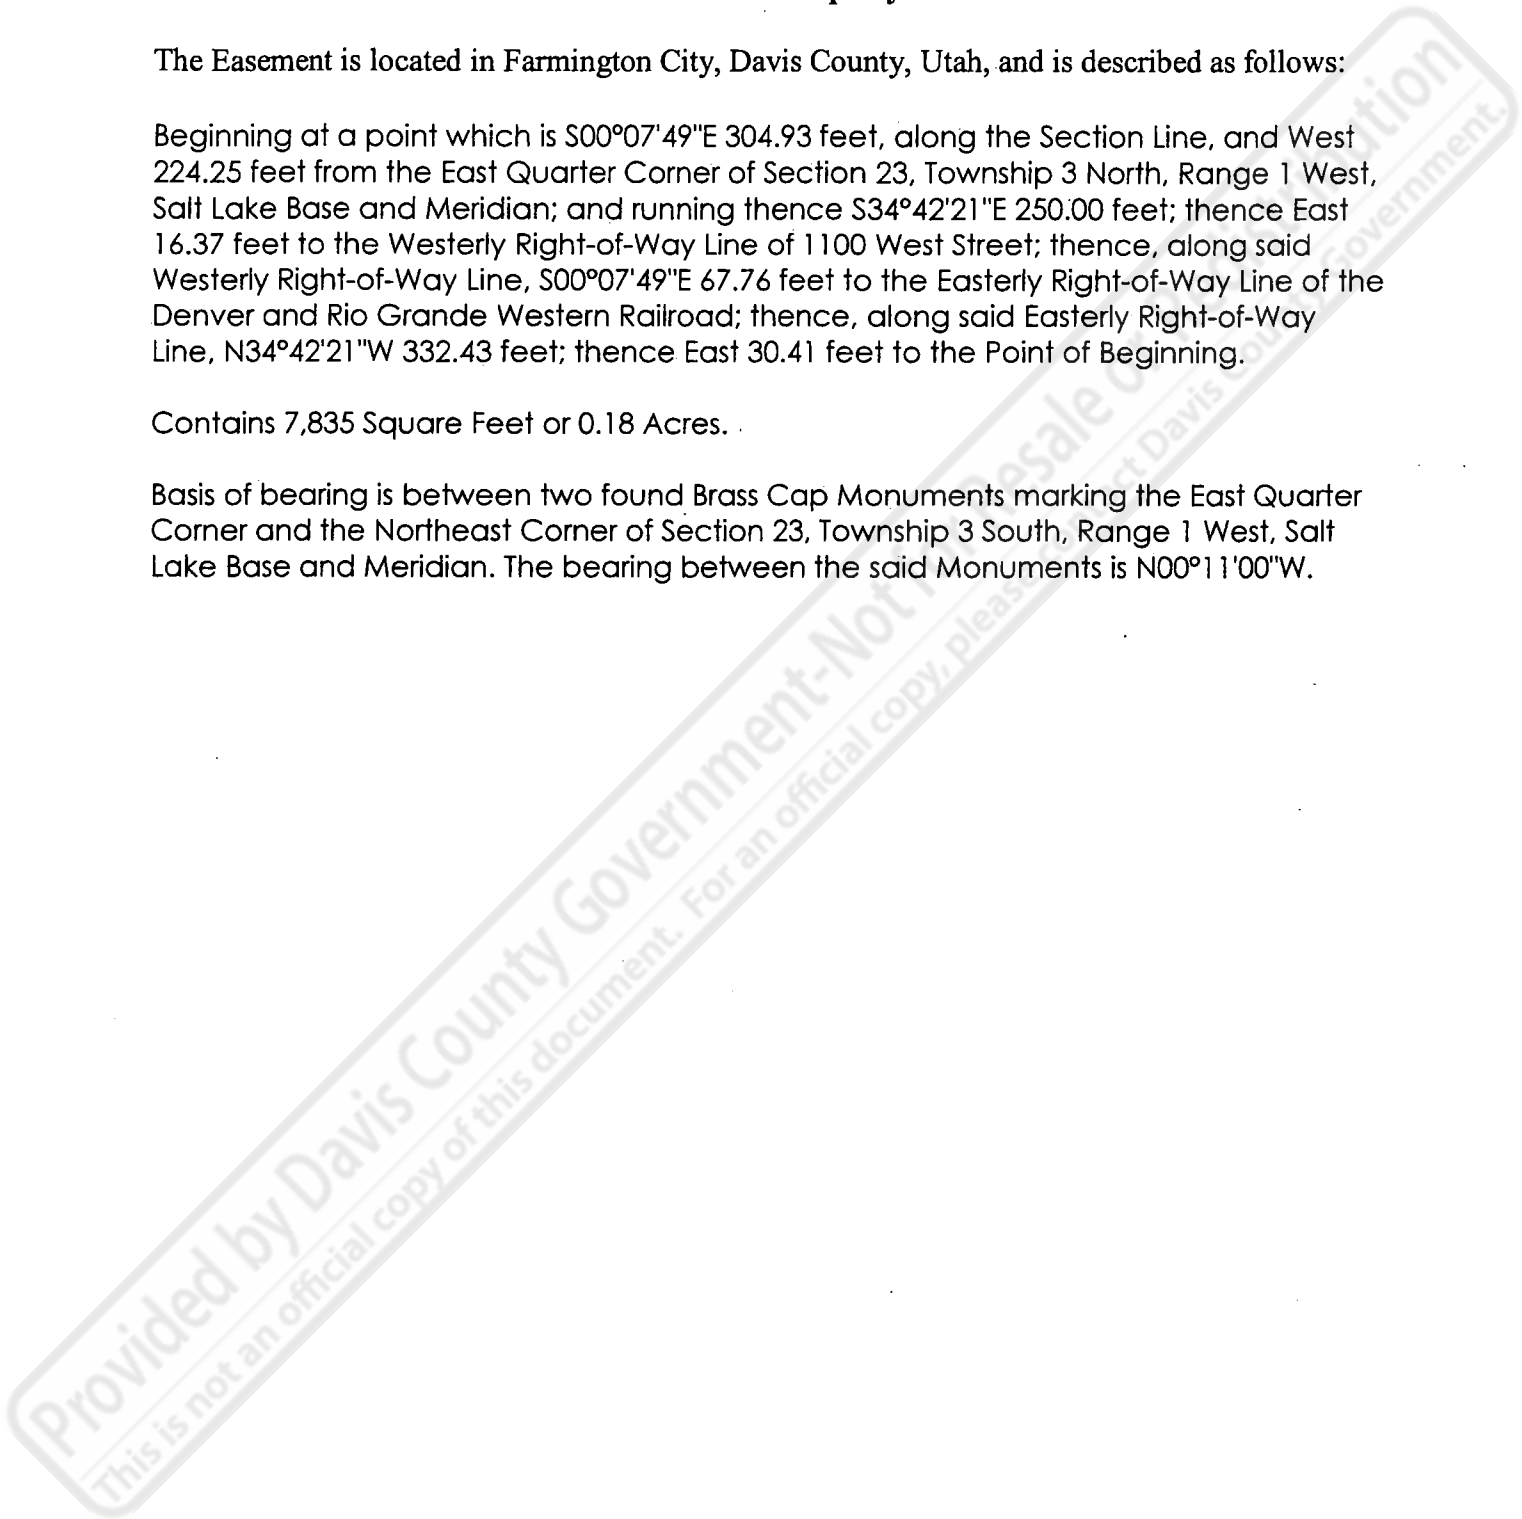 The Easement is located in Farmington City, Davis County, Utah, and is described as follows:
Beginning at a point which is S00°07'49"E 304.93 feet, along the Section Line, and West
224.25 feet from the East Quarter Corner of Section 23, Township 3 North, Range 1 West,
Salt Lake Base and Meridian; and running thence S34°42'21"E 250.00 feet; thence East
16.37 feet to the Westerly Right-of-Way Line of 1100 West Street; thence, along said
Westerly Right-of-Way Line, S00°07'49"E 67.76 feet to the Easterly Right-of-Way Line of the
Denver and Rio Grande Western Railroad; thence, along said Easterly Right-of-Way
Line, N34°42'21"W 332.43 feet; thence East 30.41 feet to the Point of Beginning.
Contains 7,835 Square Feet or 0.18 Acres.
Basis of bearing is between two found Brass Cap Monuments marking the East Quarter
Corner and the Northeast Corner of Section 23, Township 3 South, Range 1 West, Salt
Lake Base and Meridian. The bearing between the said Monuments is N00°11'00"W.
Provided by Davis County Government-Not for Resale or Redistribution
This is not an official copy of this document. For an official copy, please contact Davis County Government.